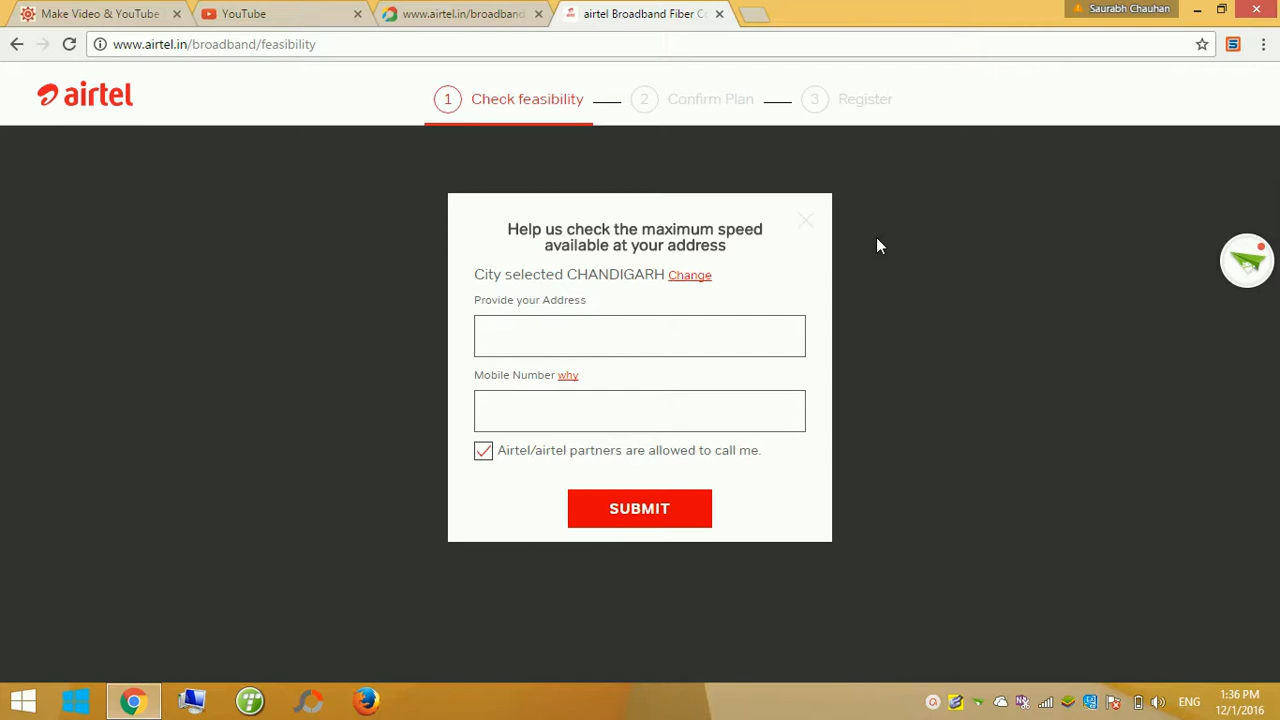 Make Video & YouTube
YouTube
www.airtel.in/broadband
airtel Broadband Fiber Co
Saurabh Chauhan
www.airtel.in/broadband/feasibility
airtel
1 Check feasibility
2 Confirm Plan
3 Register
Help us check the maximum speed
available at your address
City selected CHANDIGARH Change
Provide your Address
Mobile Number why
Airtel/airtel partners are allowed to call me.
SUBMIT
ENG
1:36 PM
12/1/2016